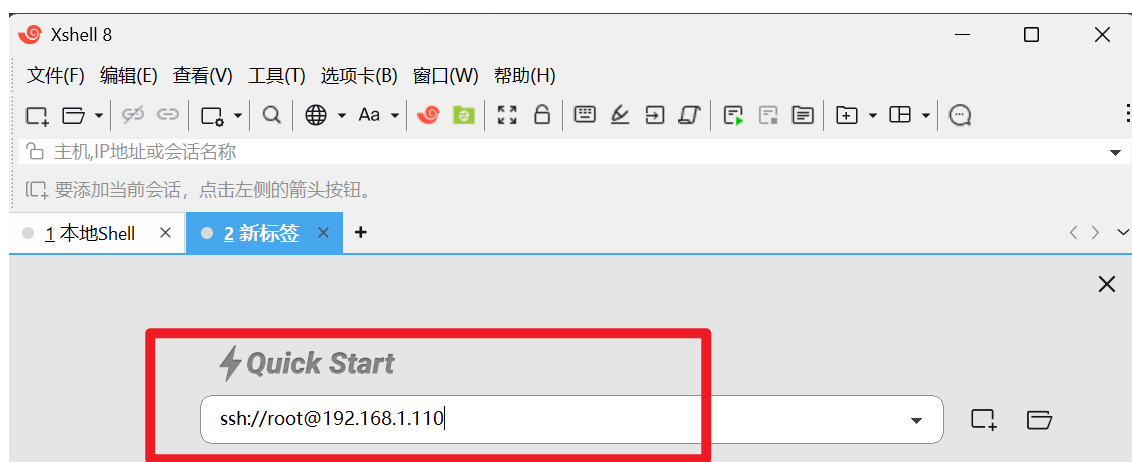 Xshell 8
文件(F) 编辑(E) 查看(V) 工具(T) 选项卡(B) 窗口(W) 帮助(H)
Aa
主机,IP地址或会话名称
要添加当前会话，点击左侧的箭头按钮。
1 本地Shell 2 新标签
Quick Start
ssh://root@192.168.1.110